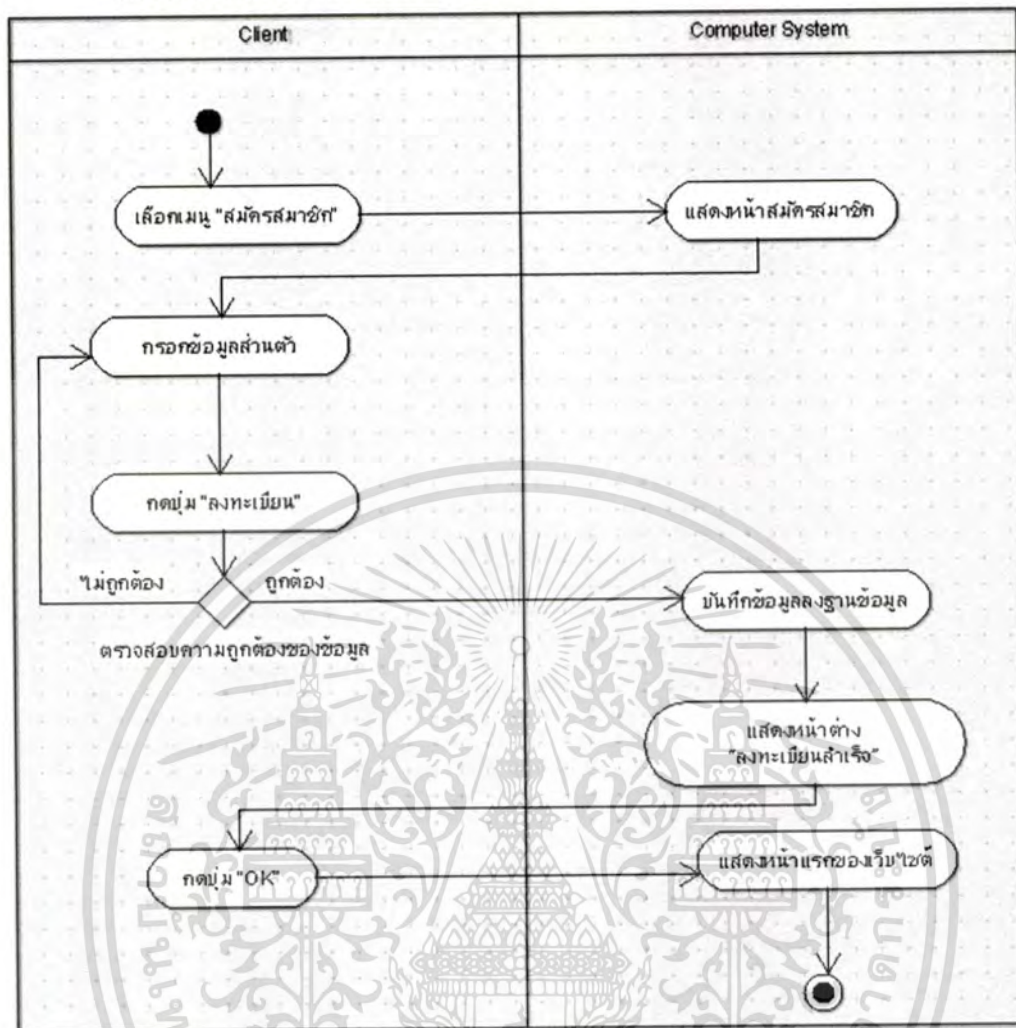 Client
Computer System
เลือกเมนู "สมัครสมาชิก"
แสดงหน้าสมัครสมาชิก
กรอกข้อมูลส่วนตัว
กดปุ่ม "ลงทะเบียน"
ไม่ถูกต้อง
ถูกต้อง
ตรวจสอบความถูกต้องของข้อมูล
บันทึกข้อมูลลงฐานข้อมูล
แสดงหน้าต่าง
"ลงทะเบียนสำเร็จ"
กดปุ่ม "OK"
แสดงหน้าแรกของเว็บไซต์